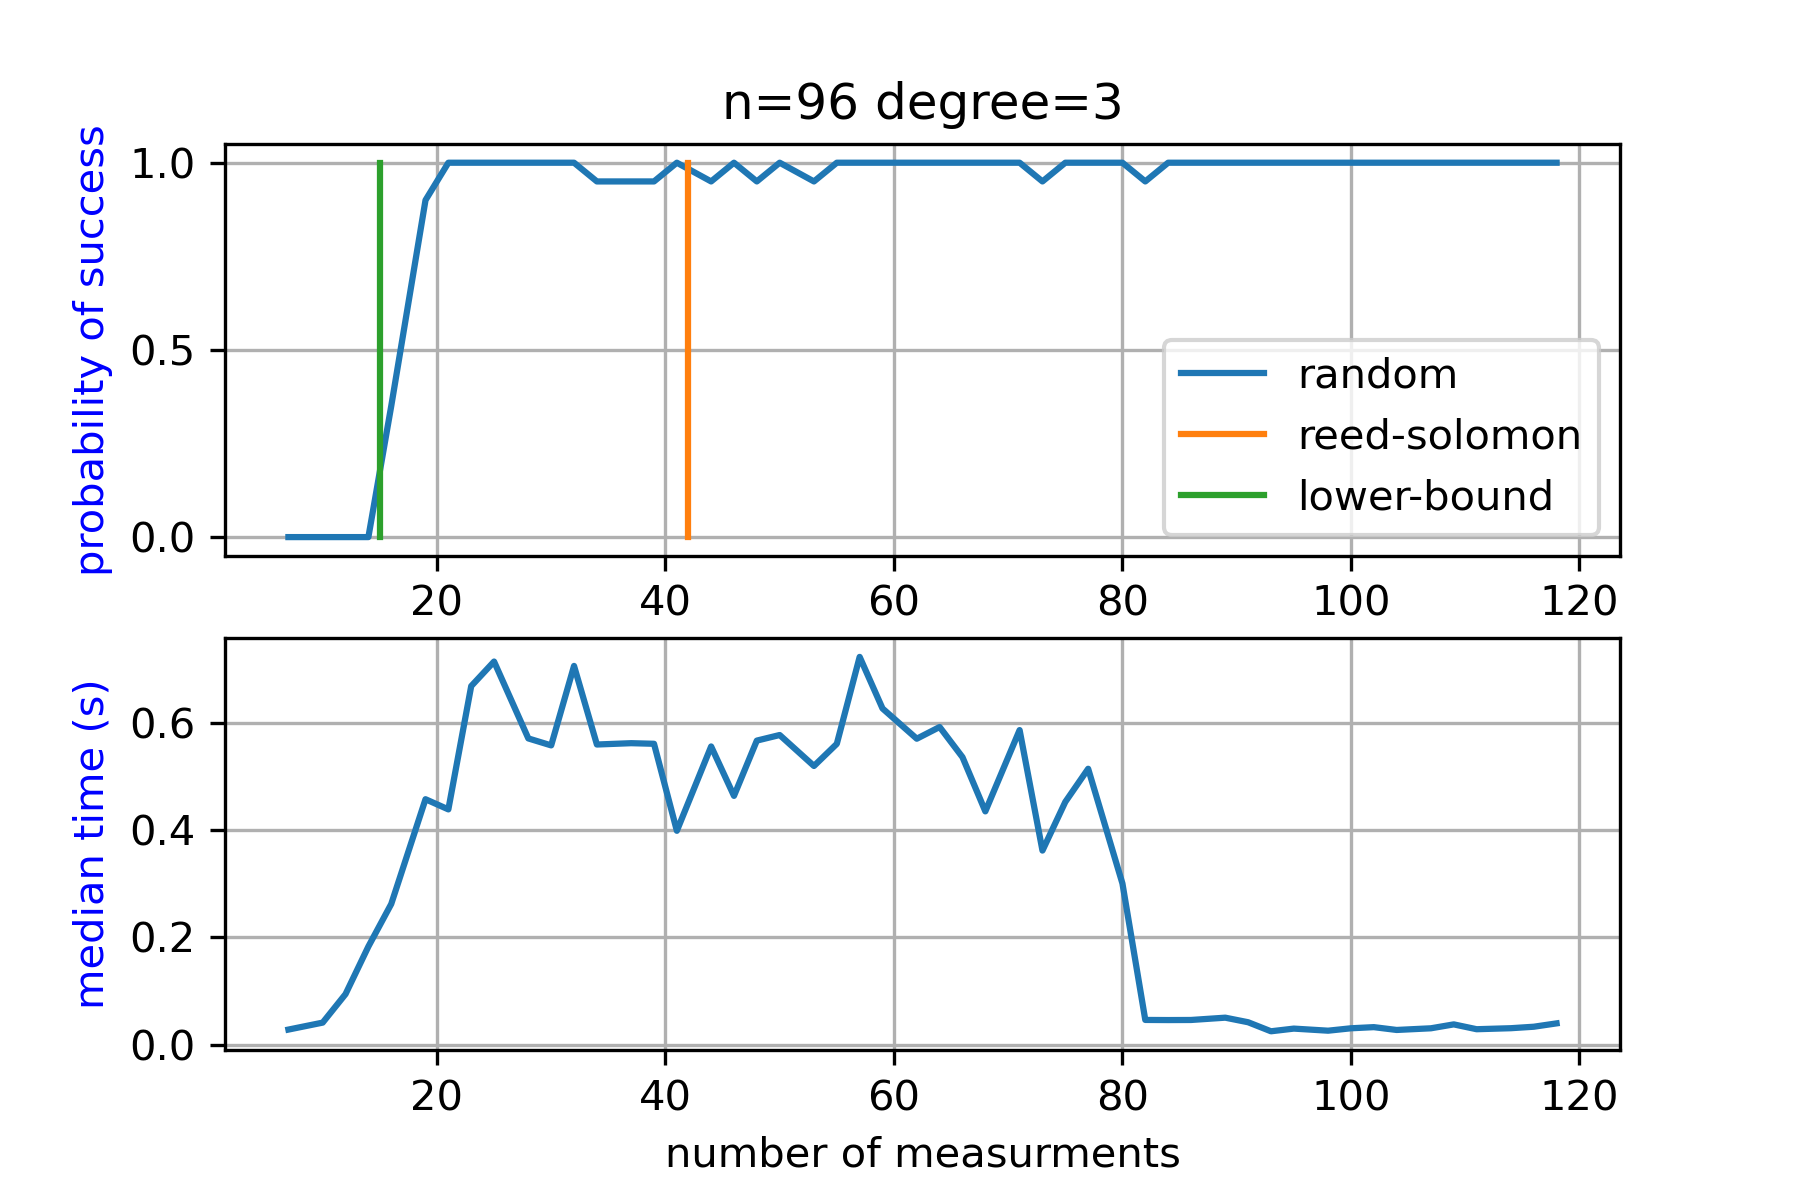 n=96 degree=3
probability of success
1.0
0.5
0.0
random
reed-solomon
lower-bound
20 40 60 80 100 120
median time (s)
0.6
0.4
0.2
0.0
20 40 60 80 100 120
number of measurments